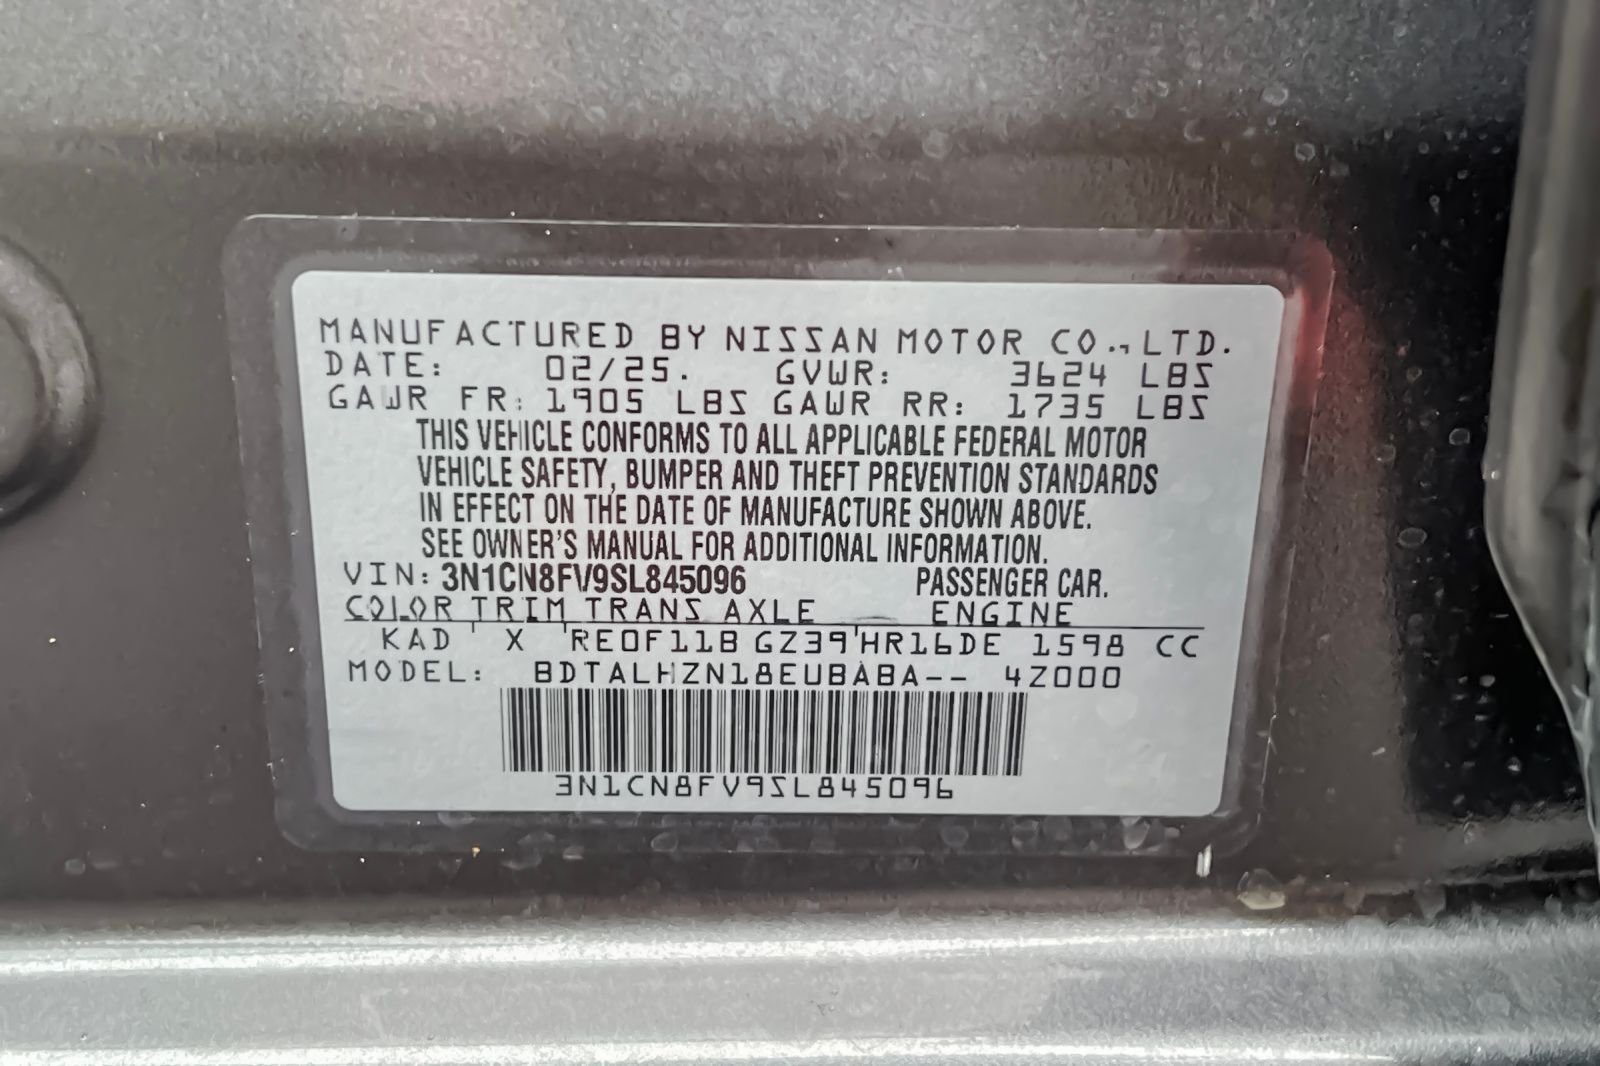 MANUFACTURED BY NISSAN MOTOR CO., LTD.
DATE: 02/25. GVWR: 3624 LBS
GAWR FR: 1905 LBS GAWR RR: 1735 LBS
THIS VEHICLE CONFORMS TO ALL APPLICABLE FEDERAL MOTOR
VEHICLE SAFETY, BUMPER AND THEFT PREVENTION STANDARDS
IN EFFECT ON THE DATE OF MANUFACTURE SHOWN ABOVE.
SEE OWNER'S MANUAL FOR ADDITIONAL INFORMATION.
VIN: 3N1CN8FV9SL845096 PASSENGER CAR.
COLOR TRIM TRANS AXLE ENGINE
KAD X RE0F11B GZ39 HR16DE 1598 CC
MODEL: BDTALHZN18EUBABA-- 4Z000
3N1CN8FV9SL845096